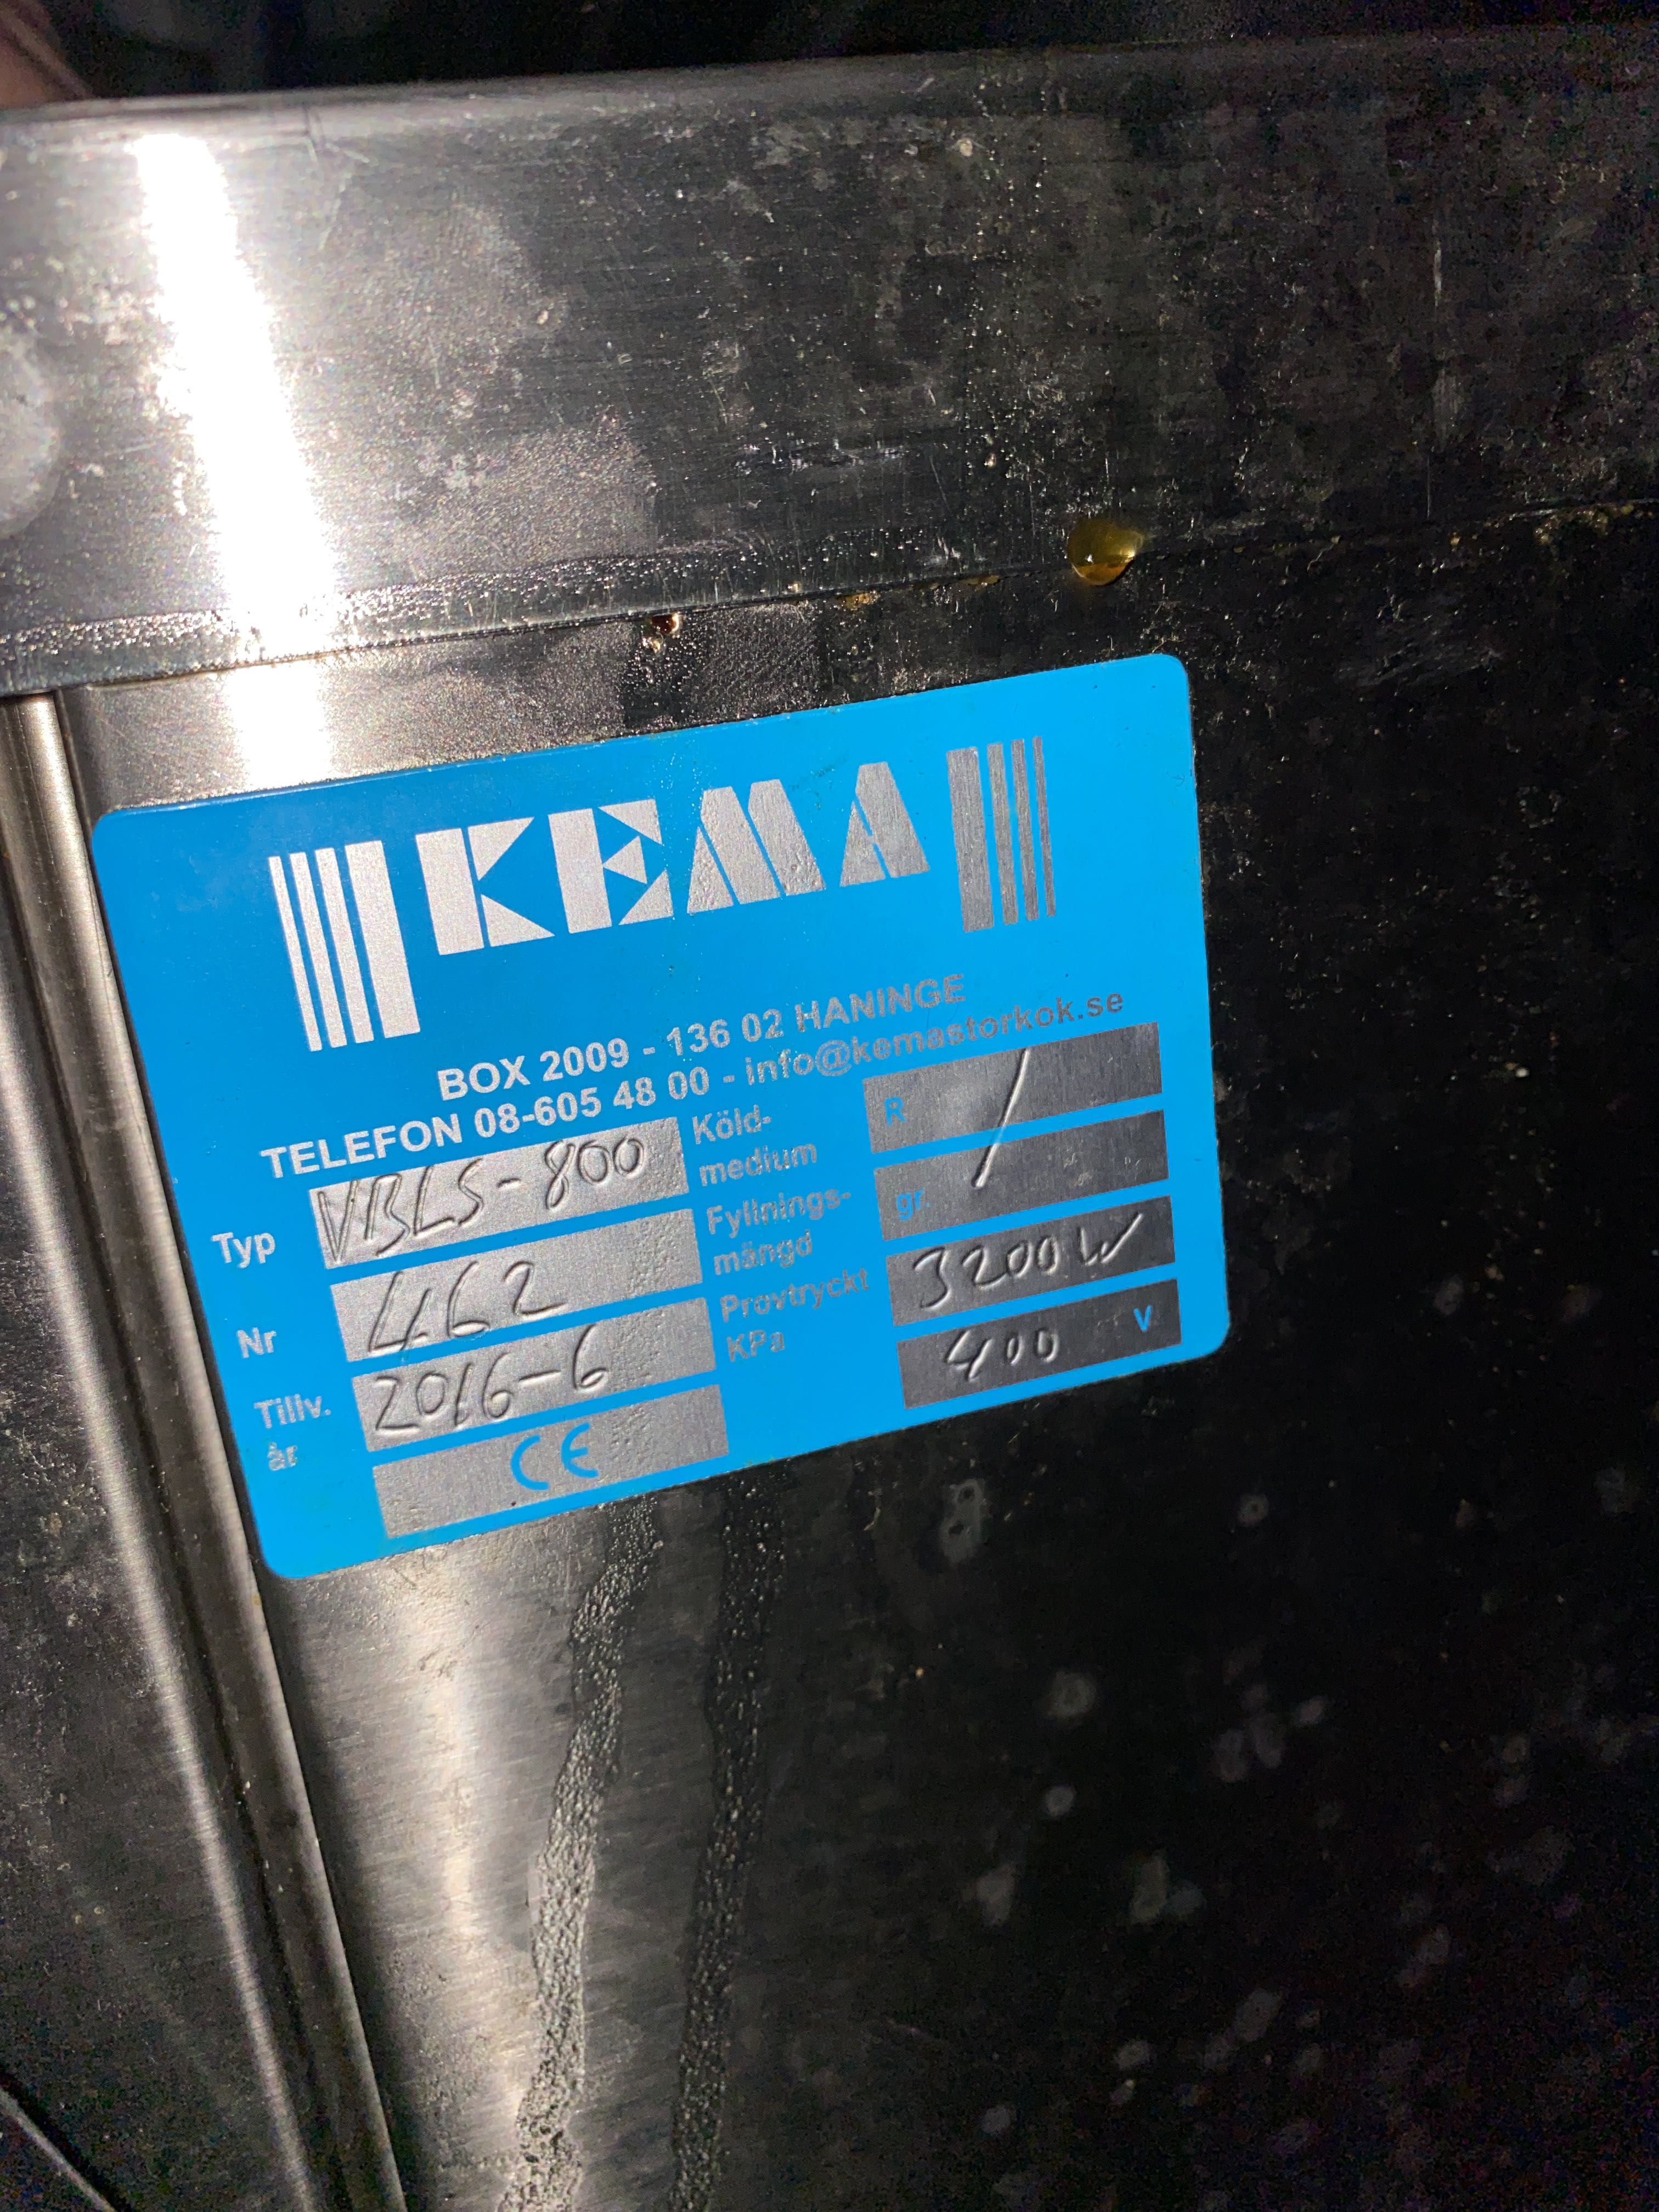 KEMA
BOX 2009 - 136 02 HANINGE
TELEFON 08-605 48 00 - info@kemastorkok.se
Typ VBLS-800
Nr 462
Tillv. år 2016-6
CE
Köld-
medium R /
Fyllnings-
mängd gr.
Provtryckt
KPa 3200W
400 V